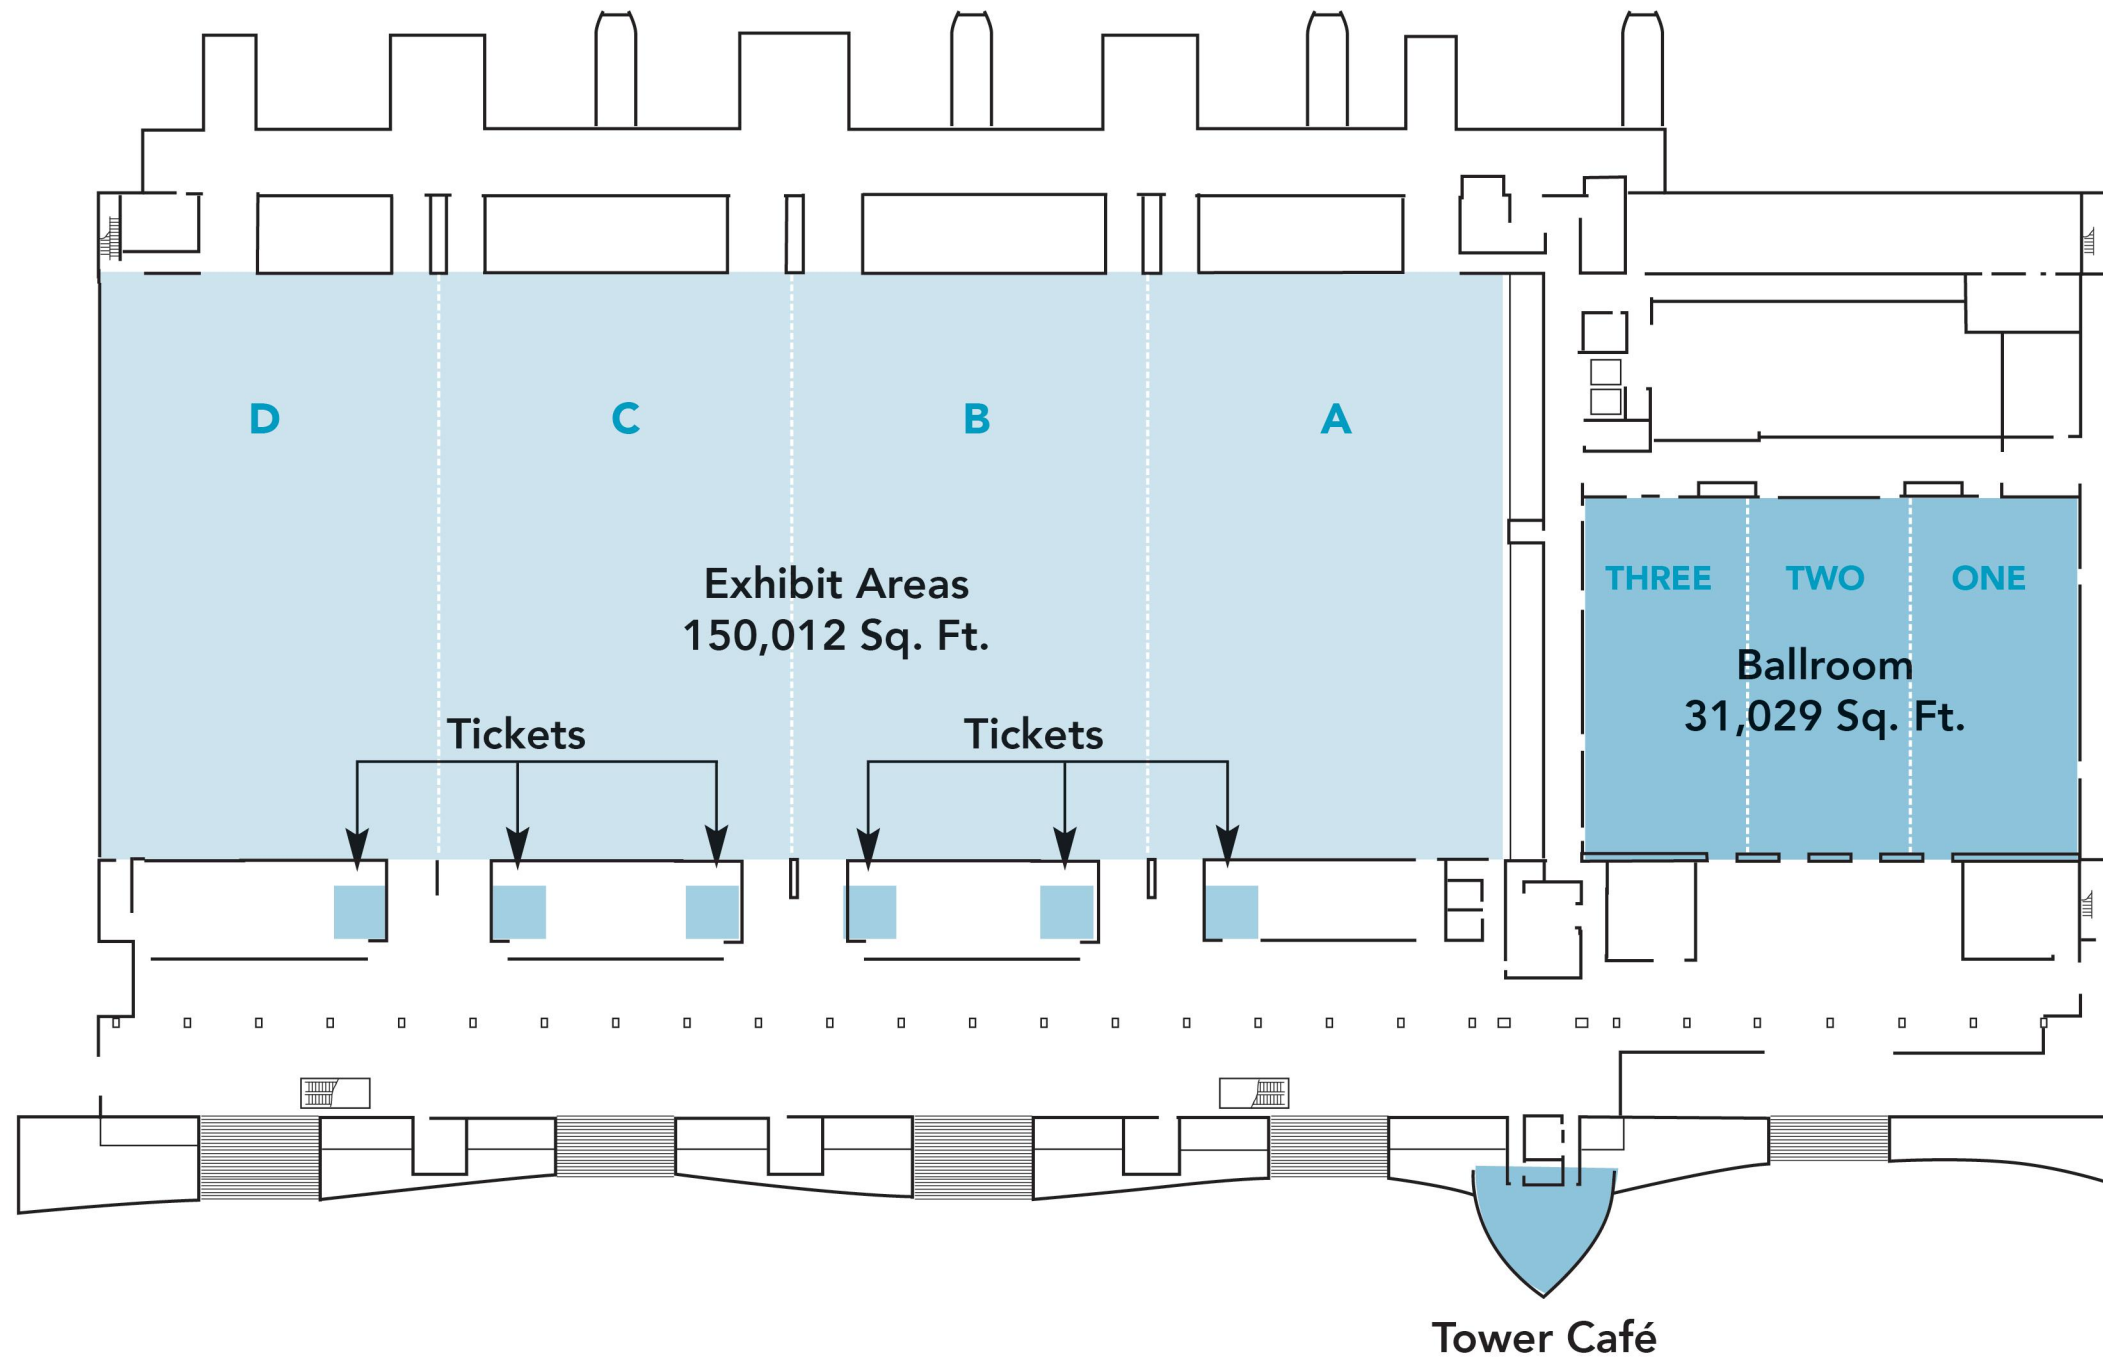 D
C
B
A
Exhibit Areas
150,012 Sq. Ft.
THREE
TWO
ONE
Ballroom
31,029 Sq. Ft.
Tickets
Tickets
Tower Café